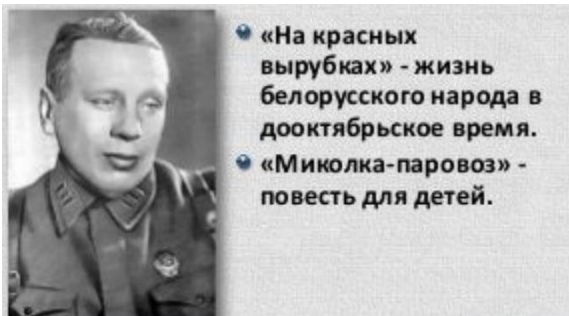 «На красных
вырубках» - жизнь
белорусского народа в
дооктябрьское время.
«Миколка-паровоз» -
повесть для детей.